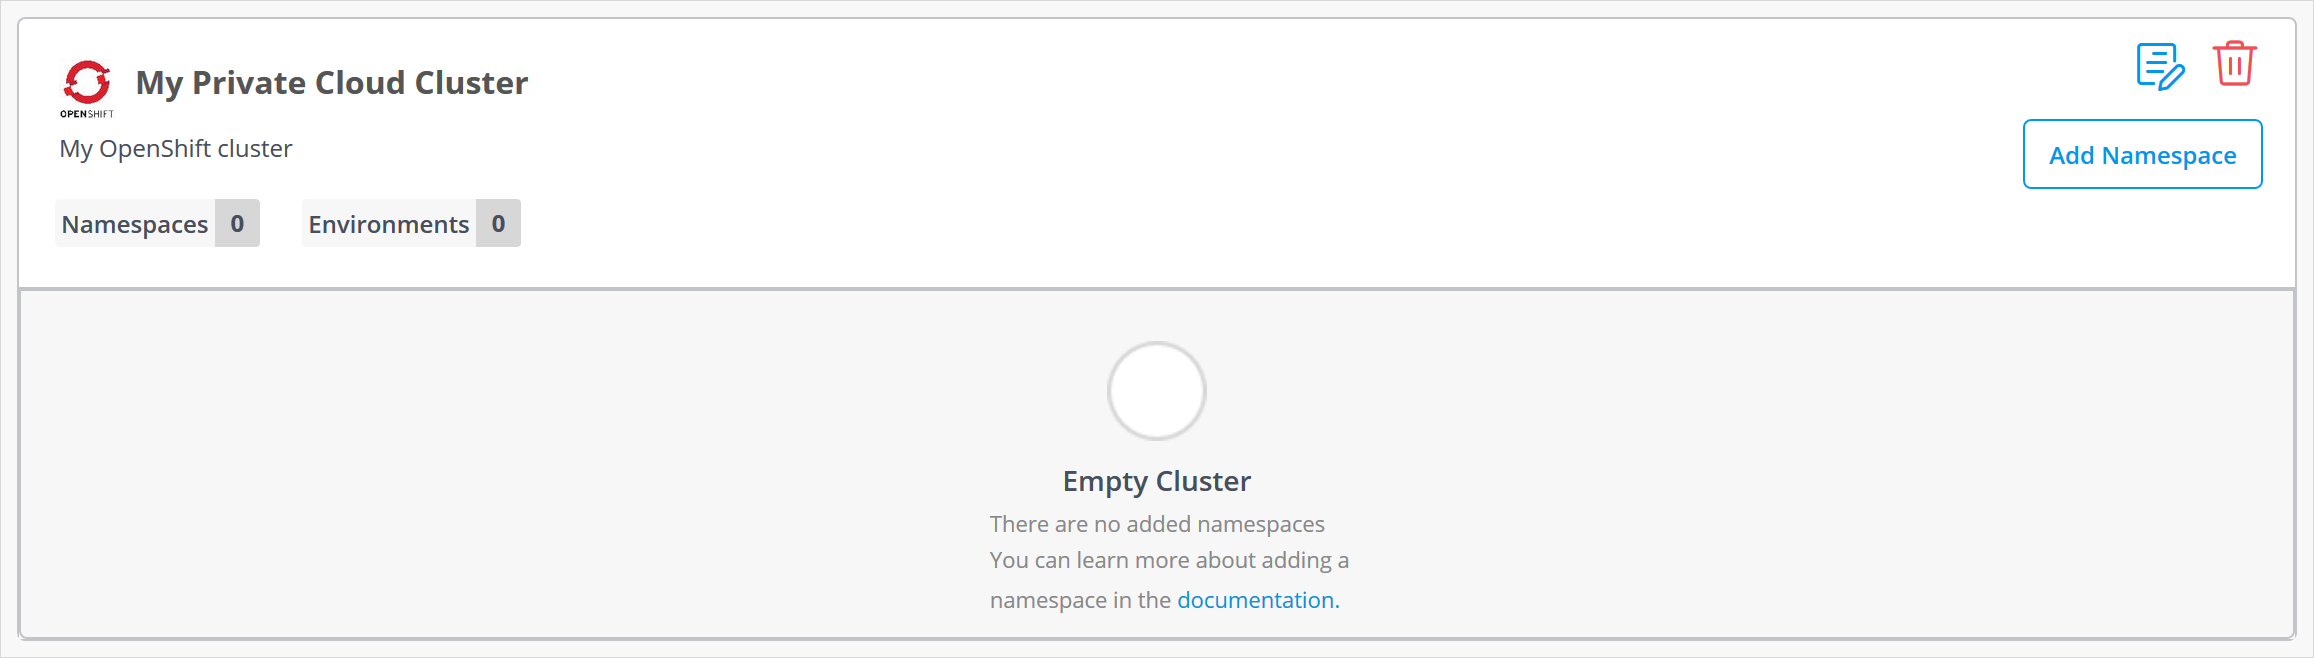 OPENSHIFT
My Private Cloud Cluster
My OpenShift cluster
Add Namespace
Namespaces 0
Environments 0
Empty Cluster
There are no added namespaces
You can learn more about adding a
namespace in the documentation.